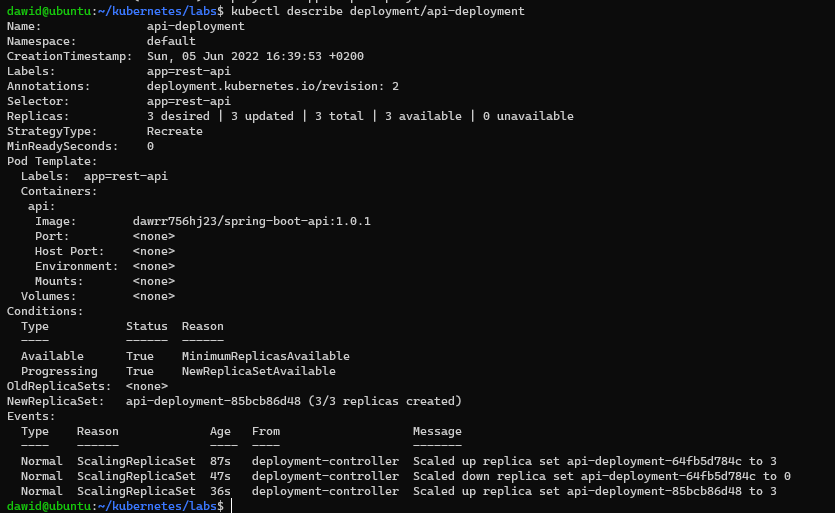 dawid@ubuntu:~/kubernetes/labs$ kubectl describe deployment/api-deployment
Name:                   api-deployment
Namespace:              default
CreationTimestamp:  Sun, 05 Jun 2022 16:39:53 +0200
Labels:                 app=rest-api
Annotations:            deployment.kubernetes.io/revision: 2
Selector:               app=rest-api
Replicas:               3 desired | 3 updated | 3 total | 3 available | 0 unavailable
StrategyType:       Recreate
MinReadySeconds:    0
Pod Template:
  Labels:  app=rest-api
  Containers:
   api:
    Image:        dawrr756hj23/spring-boot-api:1.0.1
    Port:         <none>
    Host Port:    <none>
    Environment:  <none>
    Mounts:       <none>
  Volumes:        <none>
Conditions:
  Type           Status  Reason
  ----           ------  ------
  Available      True    MinimumReplicasAvailable
  Progressing    True    NewReplicaSetAvailable
OldReplicaSets:  <none>
NewReplicaSet:   api-deployment-85bcb86d48 (3/3 replicas created)
Events:
  Type    Reason             Age   From                   Message
  ----    ------             ----  ----                   -------
  Normal  ScalingReplicaSet  87s   deployment-controller  Scaled up replica set api-deployment-64fb5d784c to 3
  Normal  ScalingReplicaSet  47s   deployment-controller  Scaled down replica set api-deployment-64fb5d784c to 0
  Normal  ScalingReplicaSet  36s   deployment-controller  Scaled up replica set api-deployment-85bcb86d48 to 3
dawid@ubuntu:~/kubernetes/labs$